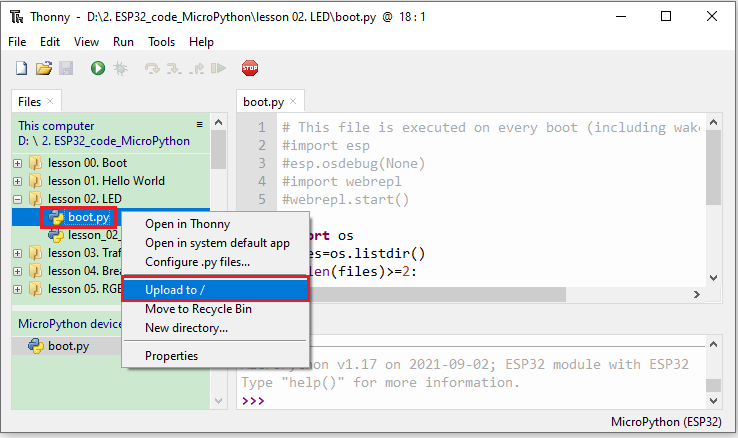 Thonny - D:\2. ESP32_code_MicroPython\lesson 02. LED\boot.py @ 18 : 1
File Edit View Run Tools Help
STOP
Files
boot.py
This computer
D: \ 2. ESP32_code_MicroPython
lesson 00. Boot
lesson 01. Hello World
lesson 02. LED
boot.py
lesson_02_
lesson 03. Traf
lesson 04. Brea
lesson 05. RGB
MicroPython device
boot.py
Open in Thonny
Open in system default app
Configure .py files...
Upload to /
Move to Recycle Bin
New directory...
Properties
1 # This file is executed on every boot (including wake
2 #import esp
3 #esp.osdebug(None)
4 #import webrepl
5 #webrepl.start()
ort os
es=os.listdir()
len(files)>=2:
MicroPython v1.17 on 2021-09-02; ESP32 module with ESP32
Type "help()" for more information.
>>>
MicroPython (ESP32)